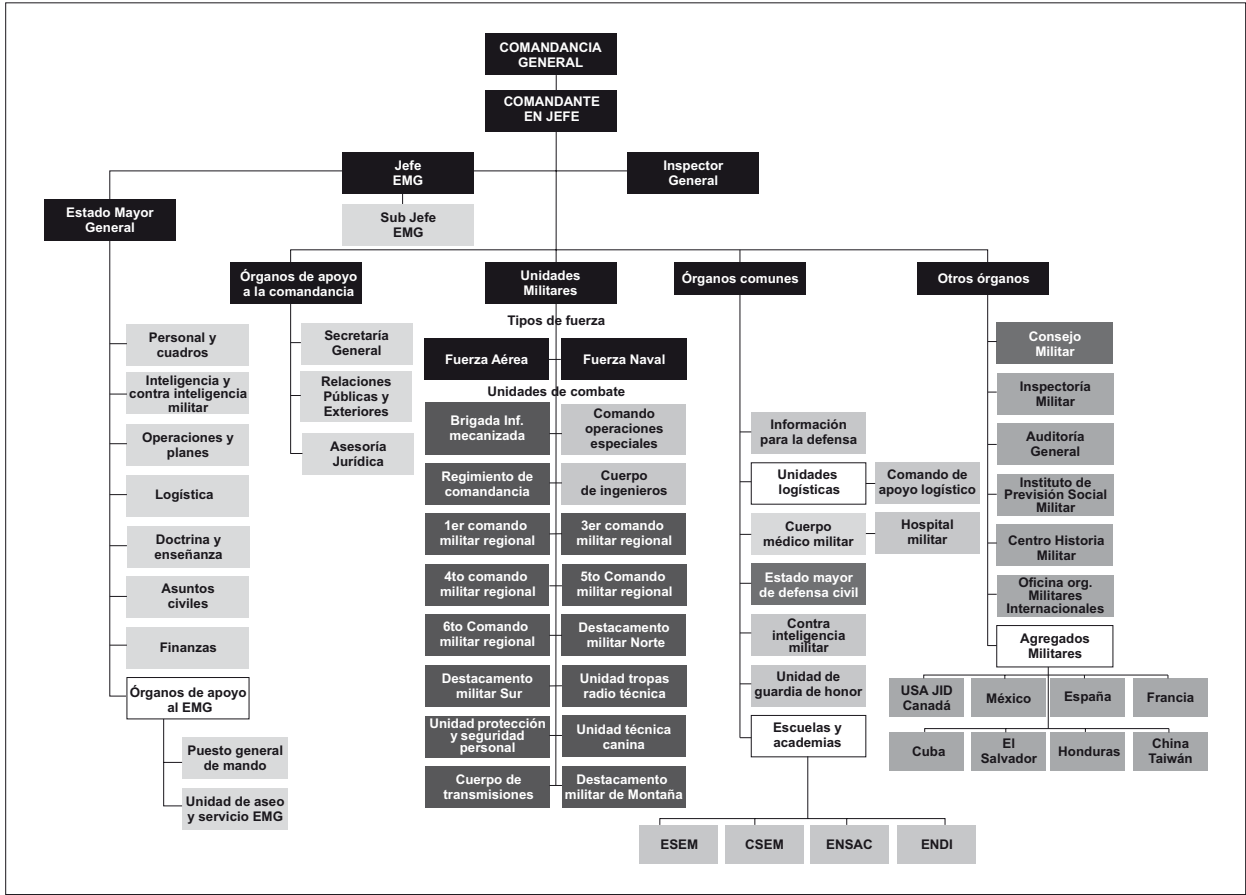 COMANDANCIA
GENERAL
COMANDANTE
EN JEFE
Jefe
EMG
Inspector
General
Estado Mayor
General
Sub Jefe
EMG
Órganos de apoyo
a la comandancia
Unidades
Militares
Órganos comunes
Otros órganos
Personal y
cuadros
Inteligencia y
contra inteligencia
militar
Operaciones y
planes
Logística
Doctrina y
enseñanza
Asuntos
civiles
Finanzas
Órganos de apoyo
al EMG
Puesto general
de mando
Unidad de aseo
y servicio EMG
Secretaría
General
Relaciones
Públicas y
Exteriores
Asesoría
Jurídica
Tipos de fuerza
Fuerza Aérea
Fuerza Naval
Unidades de combate
Brigada Inf.
mecanizada
Comando
operaciones
especiales
Regimiento de
comandancia
Cuerpo
de ingenieros
1er comando
militar regional
3er comando
militar regional
4to comando
militar regional
5to Comando
militar regional
6to Comando
militar regional
Destacamento
militar Norte
Destacamento
militar Sur
Unidad tropas
radio técnica
Unidad protección
y seguridad
personal
Unidad técnica
canina
Cuerpo de
transmisiones
Destacamento
militar de Montaña
Información
para la defensa
Unidades
logísticas
Comando de
apoyo logístico
Cuerpo
médico militar
Hospital
militar
Estado mayor
de defensa civil
Contra
inteligencia
militar
Unidad de
guardia de honor
Escuelas y
academias
ESEM
CSEM
ENSAC
ENDI
Consejo
Militar
Inspectoría
Militar
Auditoría
General
Instituto de
Previsión Social
Militar
Centro Historia
Militar
Oficina org.
Militares
Internacionales
Agregados
Militares
USA JID
Canadá
México
España
Francia
Cuba
El
Salvador
Honduras
China
Taiwán